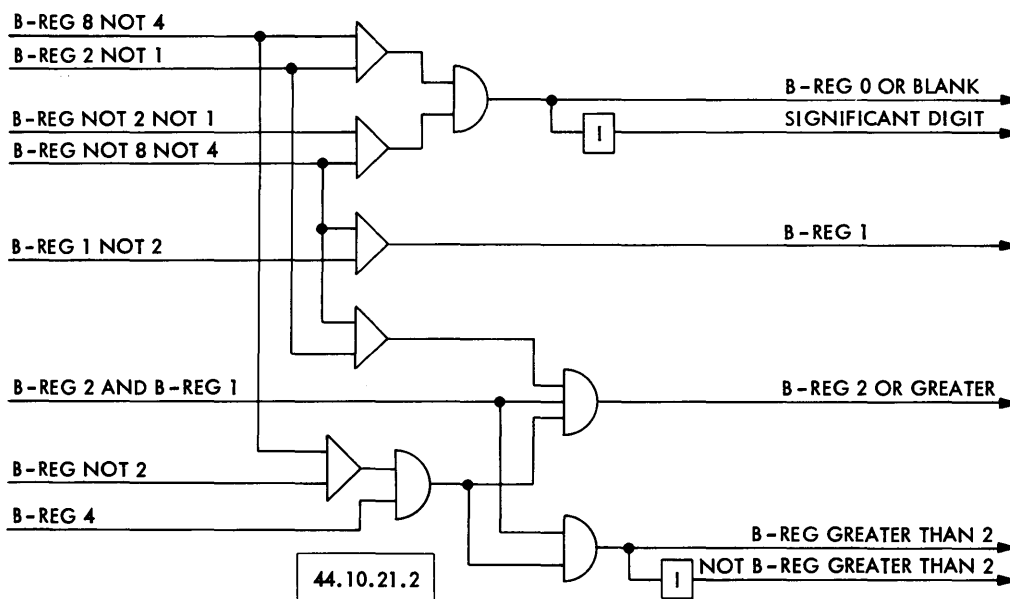 B-REG 8 NOT 4
B-REG 2 NOT 1
B-REG 0 OR BLANK
SIGNIFICANT DIGIT
I
B-REG NOT 2 NOT 1
B-REG NOT 8 NOT 4
B-REG 1 NOT 2
B-REG 1
B-REG 2 AND B-REG 1
B-REG 2 OR GREATER
B-REG NOT 2
B-REG 4
B-REG GREATER THAN 2
NOT B-REG GREATER THAN 2
I
44.10.21.2